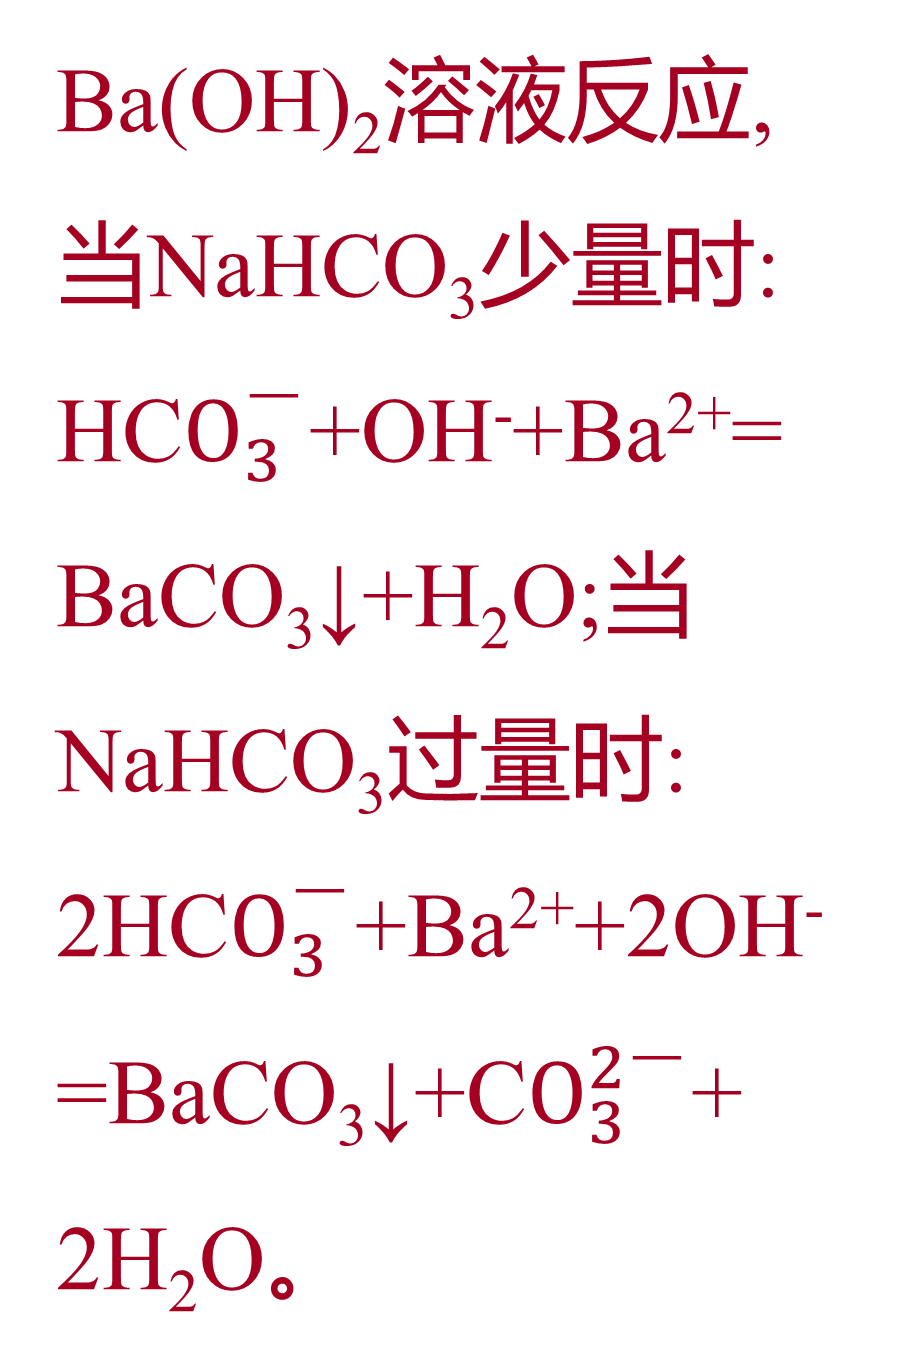 Ba(OH)₂溶液反应,
当NaHCO₃少量时:
HCO₃⁻+OH⁻+Ba²⁺=
BaCO₃↓+H₂O;当
NaHCO₃过量时:
2HCO₃⁻+Ba²⁺+2OH⁻
=BaCO₃↓+CO₃²⁻+
2H₂O。